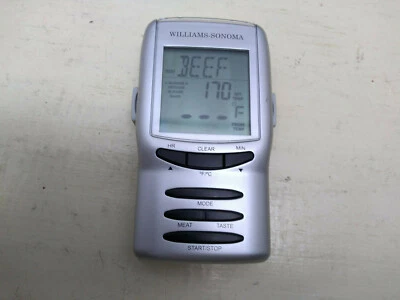 WILLIAMS-SONOMA
BEEF
170
F
HR CLEAR MIN
°F/°C
MODE
MEAT TASTE
START/STOP